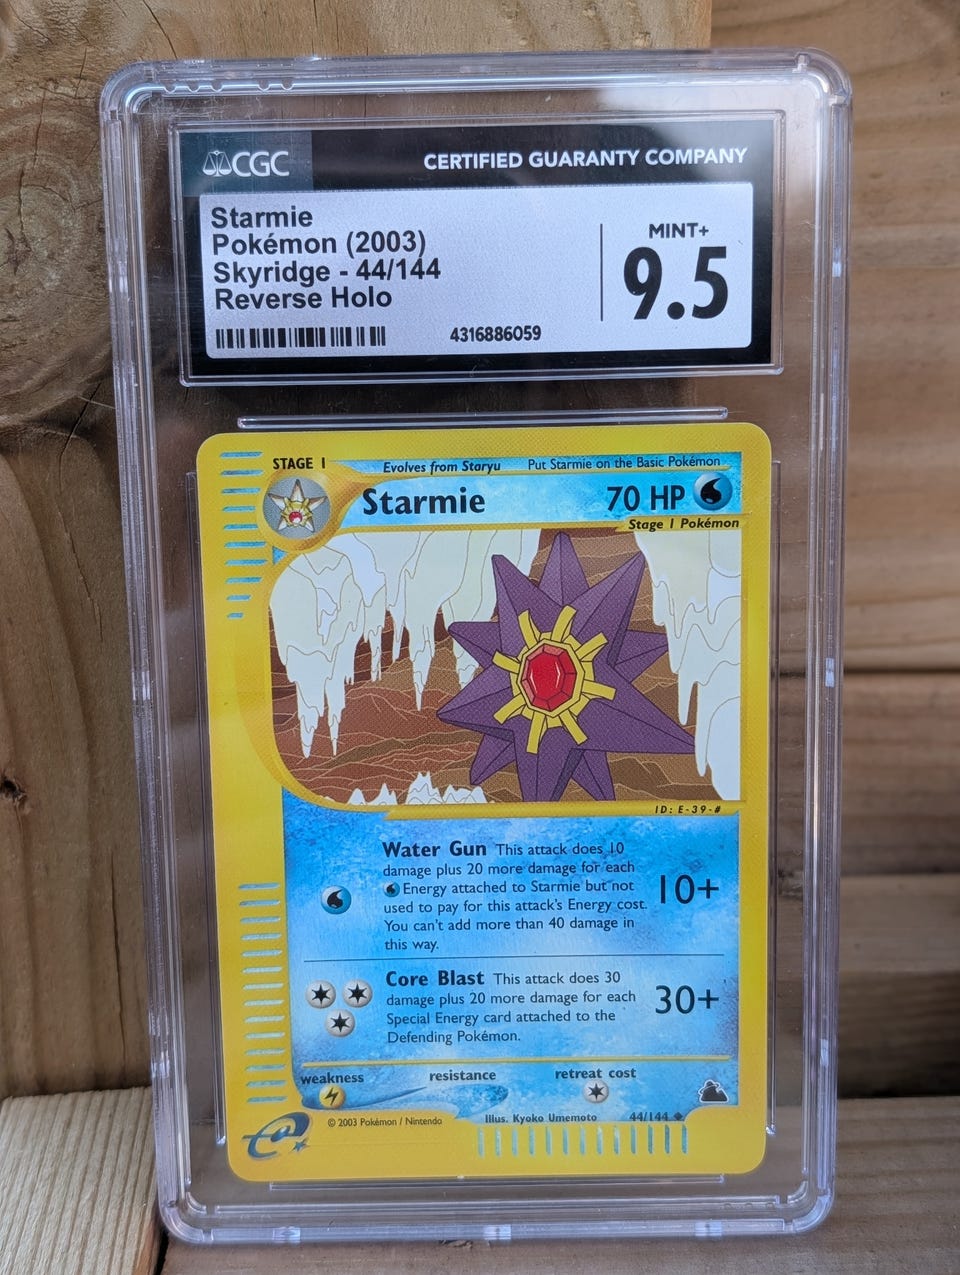 CGC
CERTIFIED GUARANTY COMPANY
Starmie
Pokémon (2003)
Skyridge - 44/144
Reverse Holo
MINT+
9.5
4316886059
STAGE 1
Evolves from Staryu
Put Starmie on the Basic Pokémon
Starmie
70 HP
Stage 1 Pokémon
ID: E-39-#
Water Gun This attack does 10
damage plus 20 more damage for each
Energy attached to Starmie but not
used to pay for this attack's Energy cost.
You can't add more than 40 damage in
this way.
10+
Core Blast This attack does 30
damage plus 20 more damage for each
Special Energy card attached to the
Defending Pokémon.
30+
weakness
resistance
retreat cost
© 2003 Pokémon / Nintendo
Illus. Kyoko Umemoto
44/144